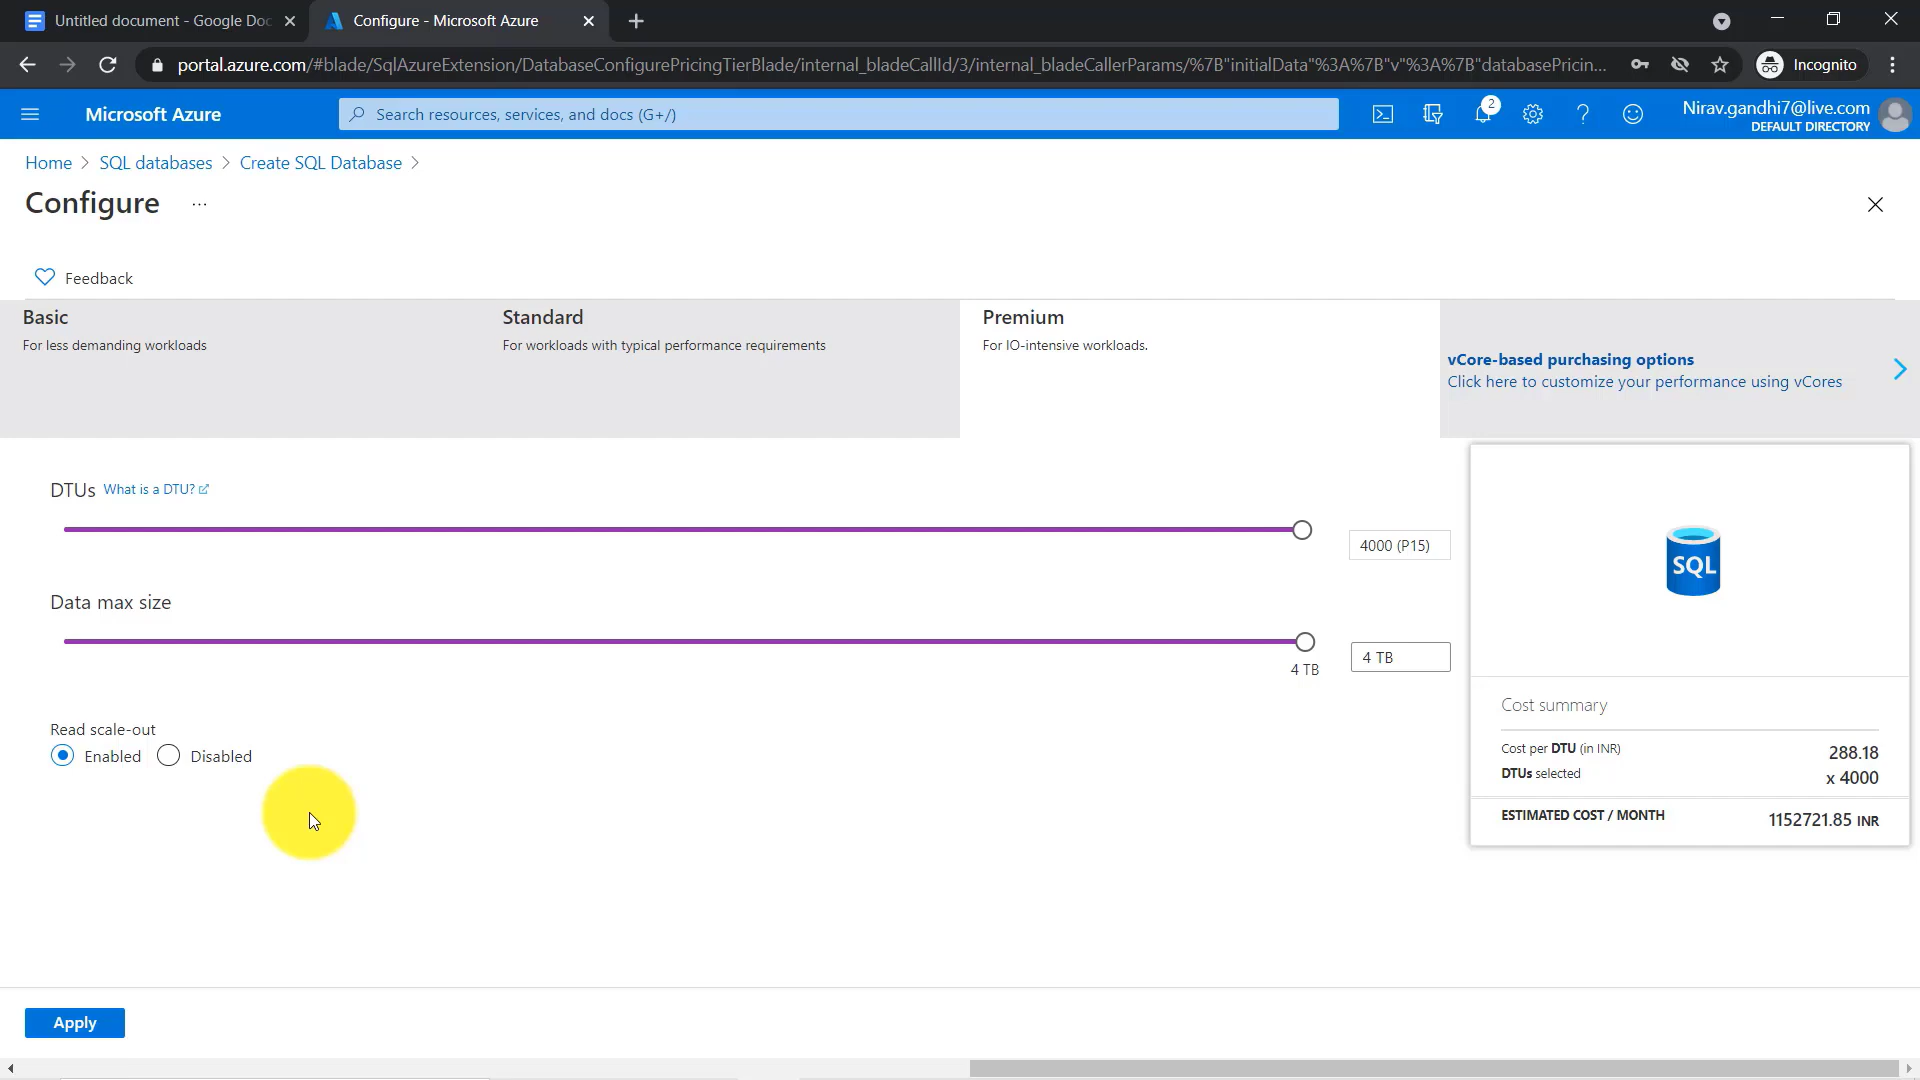 Untitled document - Google Doc
Configure - Microsoft Azure
portal.azure.com/#blade/SqlAzureExtension/DatabaseConfigurePricingTierBlade/internal_bladeCallId/3/internal_bladeCallerParams/%7B"initialData"%3A%7B"v"%3A%7B"databasePricin...
Incognito
Microsoft Azure
Search resources, services, and docs (G+/)
2
Nirav.gandhi7@live.com
DEFAULT DIRECTORY
Home > SQL databases > Create SQL Database >
Configure ...
Feedback
Basic
For less demanding workloads
Standard
For workloads with typical performance requirements
Premium
For IO-intensive workloads.
vCore-based purchasing options
Click here to customize your performance using vCores
DTUs What is a DTU?
4000 (P15)
Data max size
4 TB
4 TB
Read scale-out
Enabled Disabled
SQL
Cost summary
Cost per DTU (in INR) 288.18
DTUs selected x 4000
ESTIMATED COST / MONTH 1152721.85 INR
Apply